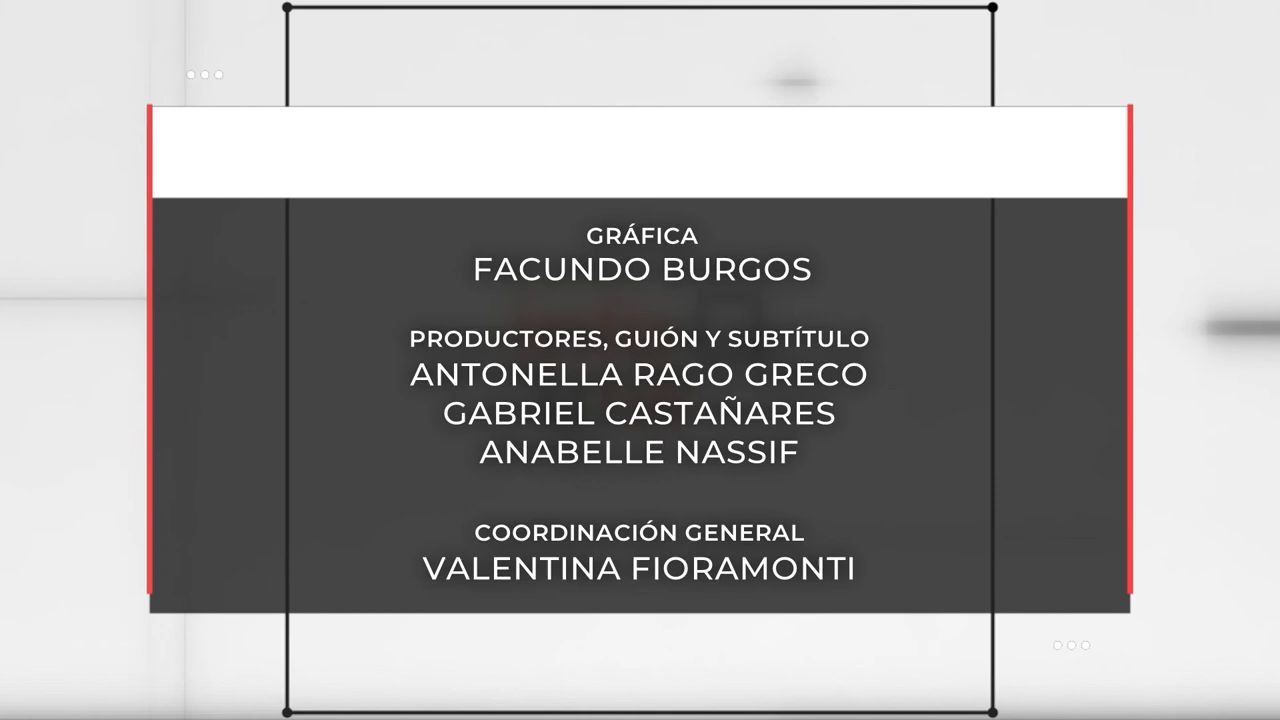 GRÁFICA
FACUNDO BURGOS
PRODUCTORES, GUIÓN Y SUBTÍTULO
ANTONELLA RAGO GRECO
GABRIEL CASTAÑARES
ANABELLE NASSIF
COORDINACIÓN GENERAL
VALENTINA FIORAMONTI